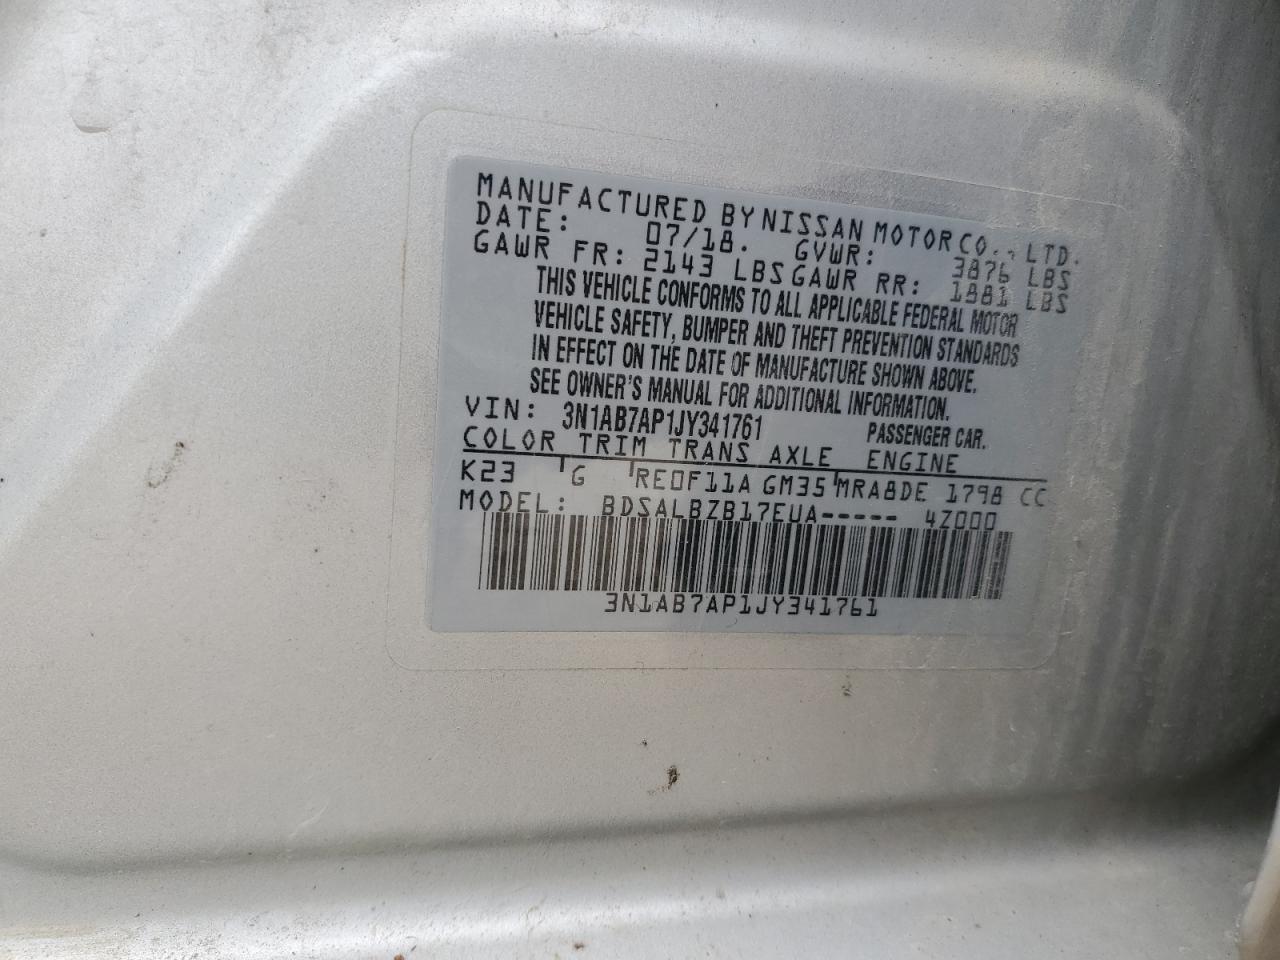 MANUFACTURED BY NISSAN MOTOR CO., LTD.
DATE: 07/18. GVWR: 3876 LBS
GAWR FR: 2143 LBS GAWR RR: 1881 LBS
THIS VEHICLE CONFORMS TO ALL APPLICABLE FEDERAL MOTOR
VEHICLE SAFETY, BUMPER AND THEFT PREVENTION STANDARDS
IN EFFECT ON THE DATE OF MANUFACTURE SHOWN ABOVE.
SEE OWNER'S MANUAL FOR ADDITIONAL INFORMATION.
VIN: 3N1AB7AP1JY341761 PASSENGER CAR.
COLOR TRIM TRANS AXLE ENGINE
K23 G RE0F11A GM35 MRA8DE 1798 CC
MODEL: BDSALBZB17EUA----- 4Z000
3N1AB7AP1JY341761